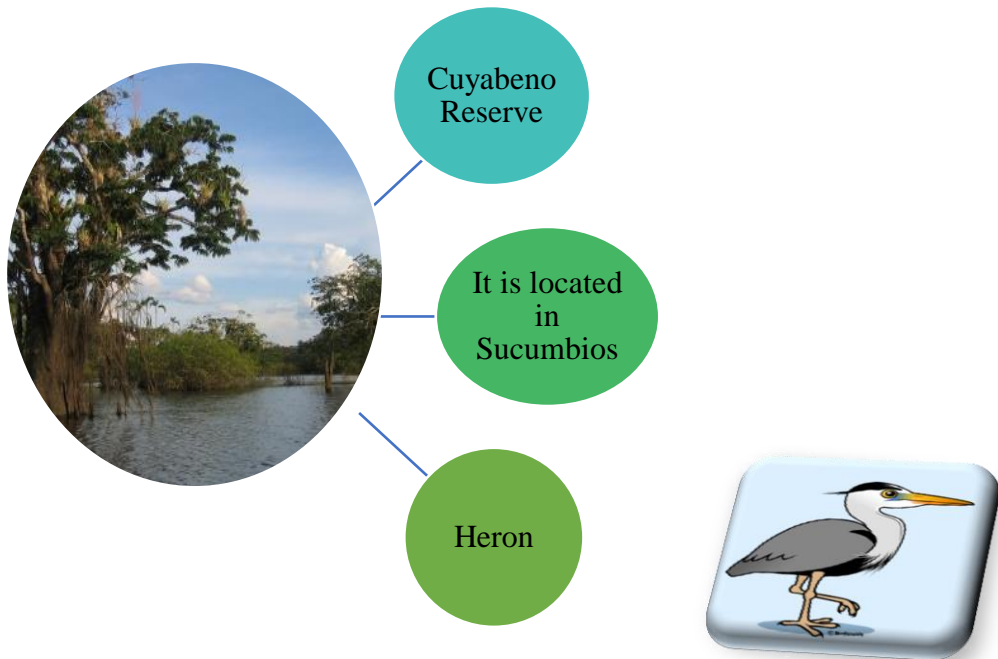 Cuyabeno
Reserve
It is located
in
Sucumbios
Heron